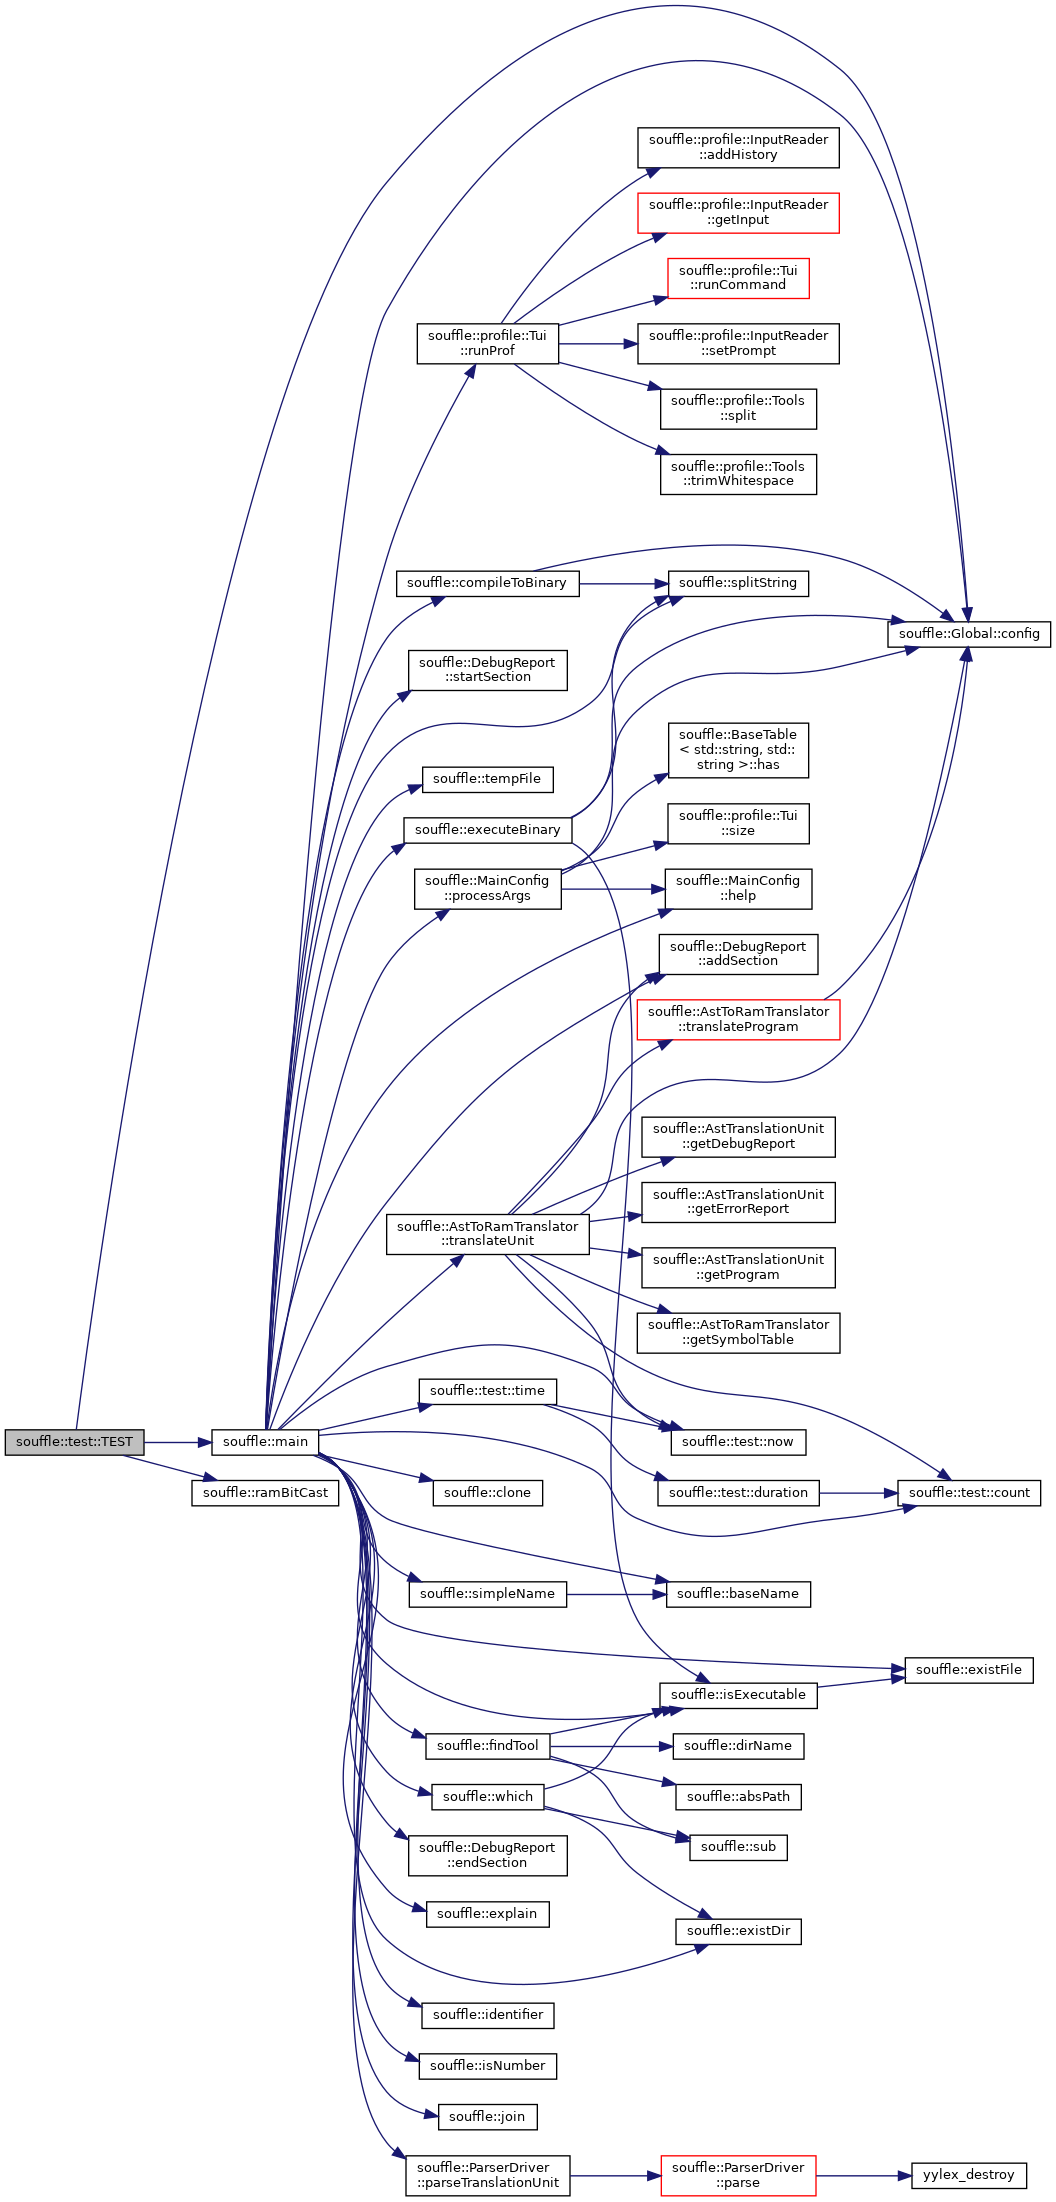 souffle::profile::InputReader
::addHistory
souffle::profile::InputReader
::getInput
souffle::profile::Tui
::runCommand
souffle::profile::Tui
::runProf
souffle::profile::InputReader
::setPrompt
souffle::profile::Tools
::split
souffle::profile::Tools
::trimWhitespace
souffle::compileToBinary
souffle::splitString
souffle::Global::config
souffle::DebugReport
::startSection
souffle::BaseTable
< std::string, std::
string >::has
souffle::tempFile
souffle::executeBinary
souffle::profile::Tui
::size
souffle::MainConfig
::processArgs
souffle::MainConfig
::help
souffle::DebugReport
::addSection
souffle::AstToRamTranslator
::translateProgram
souffle::AstTranslationUnit
::getDebugReport
souffle::AstTranslationUnit
::getErrorReport
souffle::AstToRamTranslator
::translateUnit
souffle::AstTranslationUnit
::getProgram
souffle::AstToRamTranslator
::getSymbolTable
souffle::test::time
souffle::test::TEST
souffle::main
souffle::test::now
souffle::ramBitCast
souffle::clone
souffle::test::duration
souffle::test::count
souffle::simpleName
souffle::baseName
souffle::existFile
souffle::isExecutable
souffle::findTool
souffle::dirName
souffle::which
souffle::absPath
souffle::sub
souffle::DebugReport
::endSection
souffle::explain
souffle::existDir
souffle::identifier
souffle::isNumber
souffle::join
souffle::ParserDriver
::parseTranslationUnit
souffle::ParserDriver
::parse
yylex_destroy